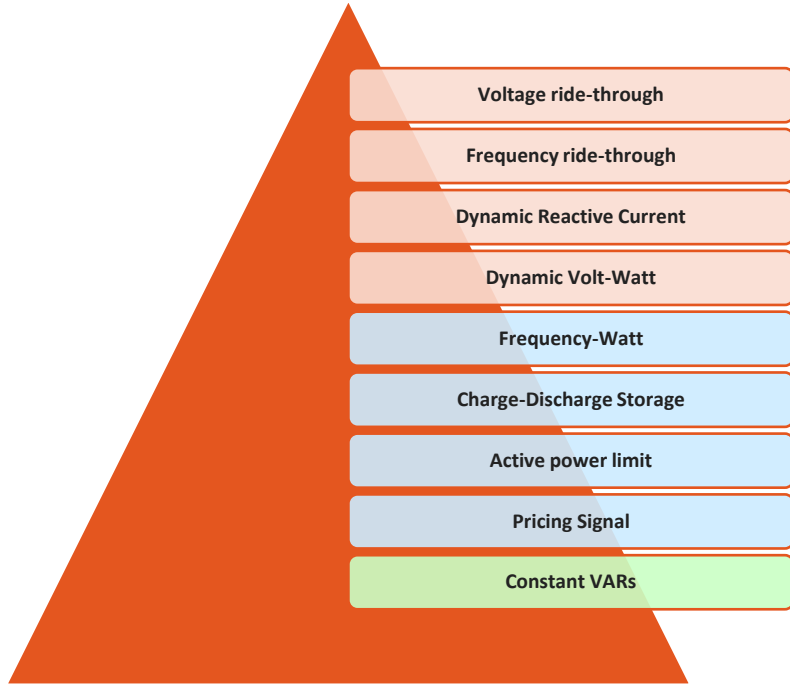 Voltage ride-through
Frequency ride-through
Dynamic Reactive Current
Dynamic Volt-Watt
Frequency-Watt
Charge-Discharge Storage
Active power limit
Pricing Signal
Constant VARs